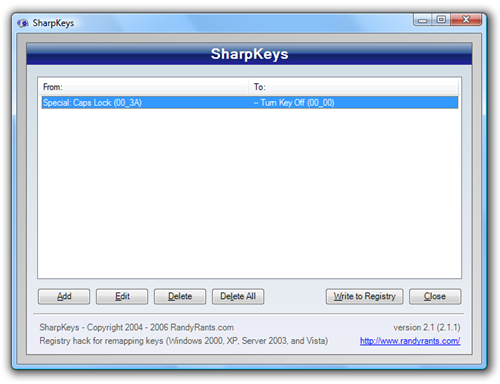 SharpKeys
SharpKeys
From: To:
Special: Caps Lock (00_3A) -- Turn Key Off (00_00)
Add Edit Delete Delete All Write to Registry Close
SharpKeys - Copyright 2004 - 2006 RandyRants.com version 2.1 (2.1.1)
Registry hack for remapping keys (Windows 2000, XP, Server 2003, and Vista) http://www.randyrants.com/